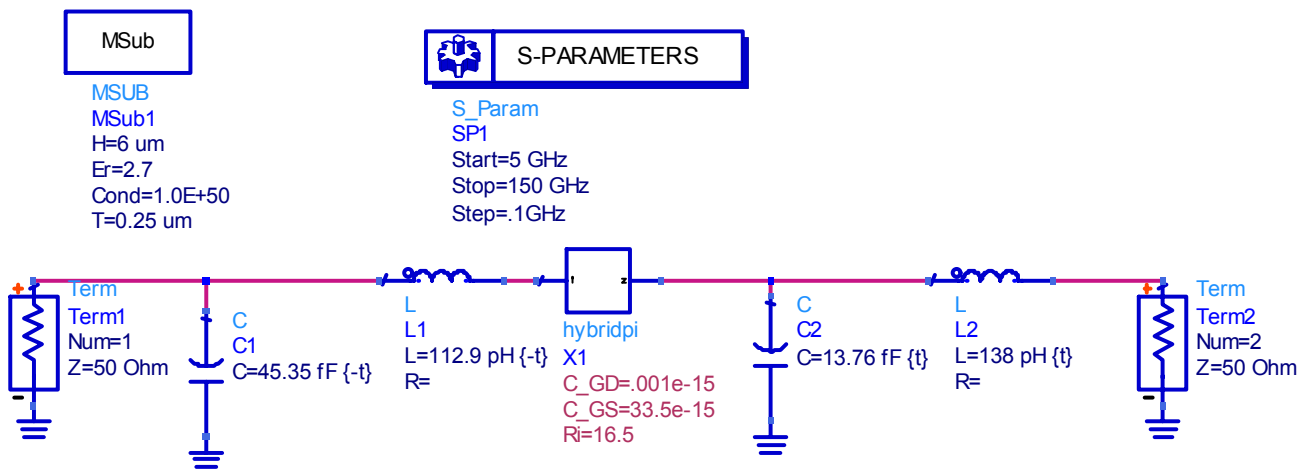 MSub
MSUB
MSub1
H=6 um
Er=2.7
Cond=1.0E+50
T=0.25 um
S-PARAMETERS
S_Param
SP1
Start=5 GHz
Stop=150 GHz
Step=.1GHz
+
Term
Term1
Num=1
Z=50 Ohm
-
C
C1
C=45.35 fF {-t}
L
L1
L=112.9 pH {-t}
R=
1
2
hybridpi
X1
C_GD=.001e-15
C_GS=33.5e-15
Ri=16.5
C
C2
C=13.76 fF {t}
L
L2
L=138 pH {t}
R=
+
Term
Term2
Num=2
Z=50 Ohm
-